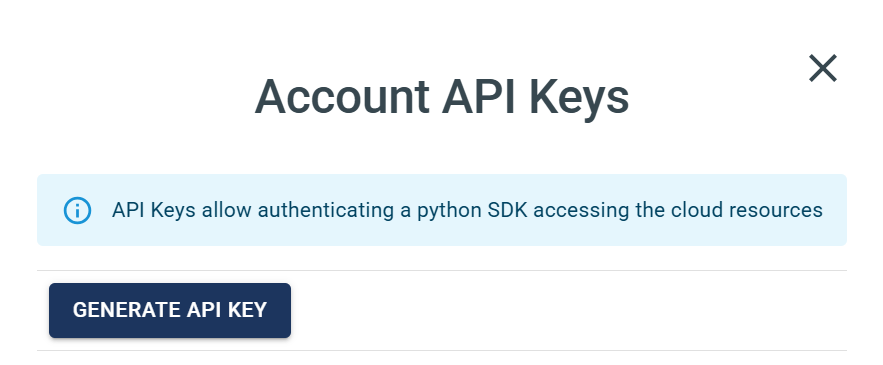 Account API Keys
API Keys allow authenticating a python SDK accessing the cloud resources
GENERATE API KEY